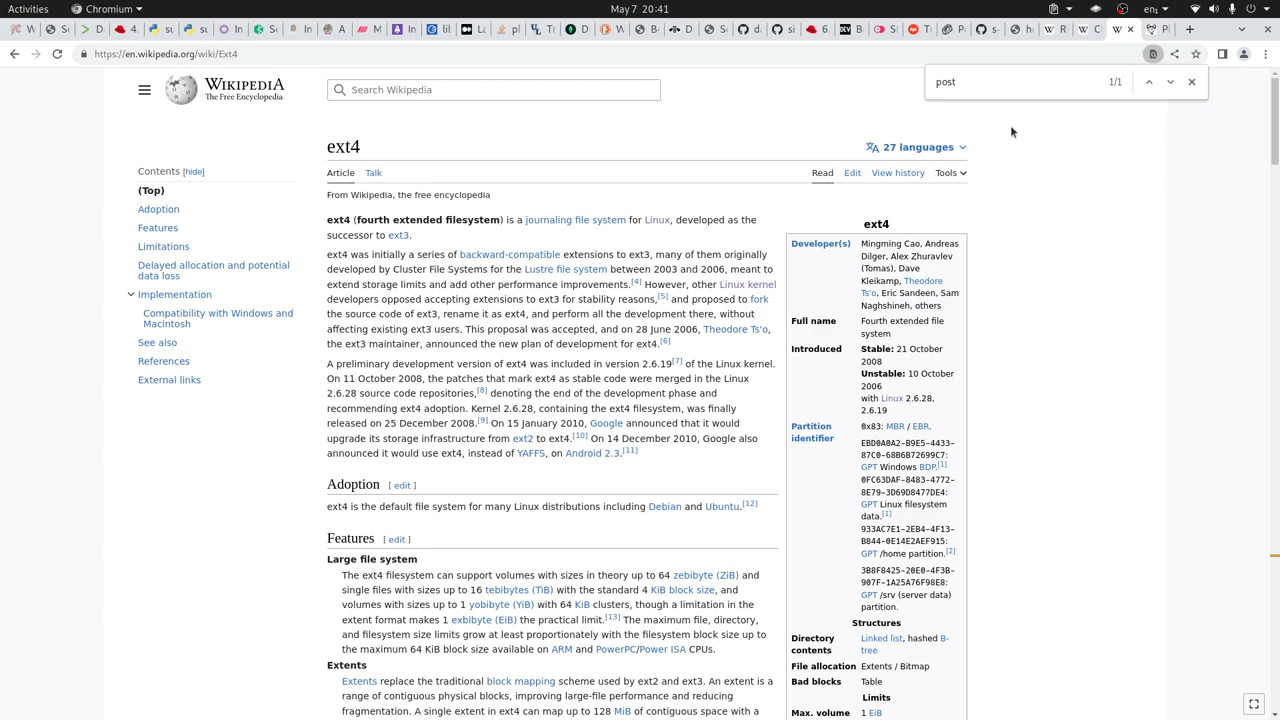 Activities
Chromium
May 7 20:41
https://en.wikipedia.org/wiki/Ext4
post
1/1
WIKIPEDIA
The Free Encyclopedia
Search Wikipedia
ext4
27 languages
Article
Talk
Read
Edit
View history
Tools
From Wikipedia, the free encyclopedia
Contents [hide]
(Top)
Adoption
Features
Limitations
Delayed allocation and potential
data loss
Implementation
Compatibility with Windows and
Macintosh
See also
References
External links
ext4 (fourth extended filesystem) is a journaling file system for Linux, developed as the
successor to ext3.
ext4 was initially a series of backward-compatible extensions to ext3, many of them originally
developed by Cluster File Systems for the Lustre file system between 2003 and 2006, meant to
extend storage limits and add other performance improvements.[4] However, other Linux kernel
developers opposed accepting extensions to ext3 for stability reasons,[5] and proposed to fork
the source code of ext3, rename it as ext4, and perform all the development there, without
affecting existing ext3 users. This proposal was accepted, and on 28 June 2006, Theodore Ts'o,
the ext3 maintainer, announced the new plan of development for ext4.[6]
A preliminary development version of ext4 was included in version 2.6.19[7] of the Linux kernel.
On 11 October 2008, the patches that mark ext4 as stable code were merged in the Linux
2.6.28 source code repositories,[8] denoting the end of the development phase and
recommending ext4 adoption. Kernel 2.6.28, containing the ext4 filesystem, was finally
released on 25 December 2008.[9] On 15 January 2010, Google announced that it would
upgrade its storage infrastructure from ext2 to ext4.[10] On 14 December 2010, Google also
announced it would use ext4, instead of YAFFS, on Android 2.3.[11]
Adoption [ edit ]
ext4 is the default file system for many Linux distributions including Debian and Ubuntu.[12]
Features [ edit ]
Large file system
The ext4 filesystem can support volumes with sizes in theory up to 64 zebibyte (ZiB) and
single files with sizes up to 16 tebibytes (TiB) with the standard 4 KiB block size, and
volumes with sizes up to 1 yobibyte (YiB) with 64 KiB clusters, though a limitation in the
extent format makes 1 exbibyte (EiB) the practical limit.[13] The maximum file, directory,
and filesystem size limits grow at least proportionately with the filesystem block size up to
the maximum 64 KiB block size available on ARM and PowerPC/Power ISA CPUs.
Extents
Extents replace the traditional block mapping scheme used by ext2 and ext3. An extent is a
range of contiguous physical blocks, improving large-file performance and reducing
fragmentation. A single extent in ext4 can map up to 128 MiB of contiguous space with a
ext4
Developer(s) Mingming Cao, Andreas
Dilger, Alex Zhuravlev
(Tomas), Dave
Kleikamp, Theodore
Ts'o, Eric Sandeen, Sam
Naghshineh, others
Full name Fourth extended file
system
Introduced Stable: 21 October
2008
Unstable: 10 October
2006
with Linux 2.6.28,
2.6.19
Partition 0x83: MBR / EBR.
identifier
EBD0A0A2-B9E5-4433-
87C0-68B6B72699C7:
GPT Windows BDP.[1]
0FC63DAF-8483-4772-
8E79-3D69D8477DE4:
GPT Linux filesystem
data.[1]
933AC7E1-2EB4-4F13-
B844-0E14E2AEF915:
GPT /home partition.[2]
3B8F8425-20E0-4F3B-
907F-1A25A76F98E8:
GPT /srv (server data)
partition.
Structures
Directory Linked list, hashed B-
contents tree
File allocation Extents / Bitmap
Bad blocks Table
Limits
Max. volume 1 EiB